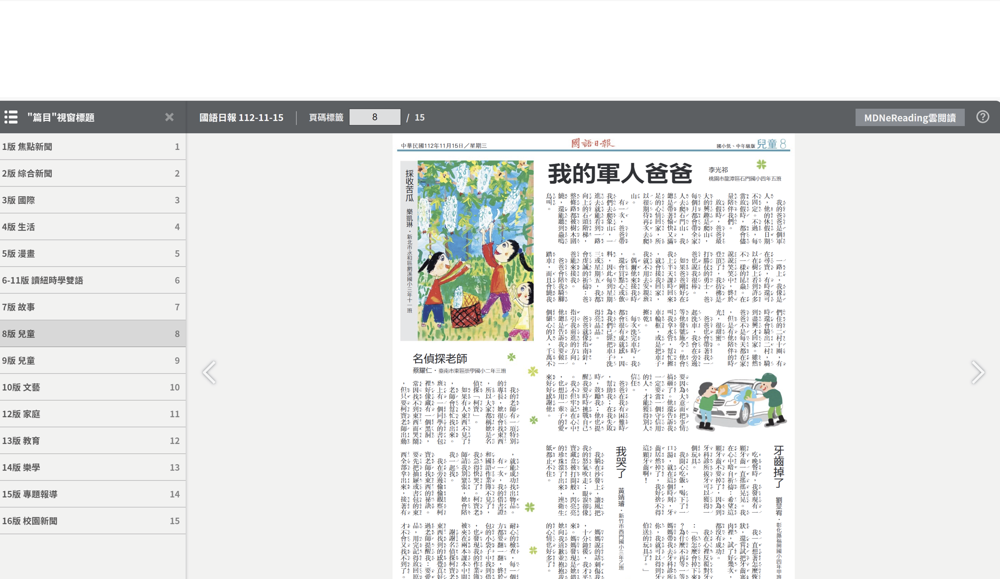 "篇目"視窗標題
國語日報 112-11-15
頁碼標籤 8 / 15
MDNeReading雲閱讀
1版 焦點新聞 1
2版 綜合新聞 2
3版 國際 3
4版 生活 4
5版 漫畫 5
6-11版 讀紐時學雙語 6
7版 故事 7
8版 兒童 8
9版 兒童 9
10版 文藝 10
12版 家庭 11
13版 教育 12
14版 樂學 13
15版 專題報導 14
16版 校園新聞 15
中華民國112年11月15日／星期三
國語日報
國小低、中年級版 兒童 8
我的軍人爸爸
李光祁
桃園市龍潭區石門國小四年五班
我的爸爸是個軍
人，他的休假日期
不固定。不過，每
當放假時，都會儘
量陪伴我們。
放假時，爸爸最
大的興趣是爬山，
每個月都會帶全家
人去爬石門山，我
總是帶著愉快又滿
足的心情回家，所
以很期待再次去爬
山。
有一次，爸爸帶
我們去爬象山，一
進去就能看到一路
向上的石頭階梯，
整條路都被樹木圍
繞，還能聽到蟲鳴
鳥叫。
一路上，我像是
在尋寶，有時還可
以在樹上看到許多
不一樣的昆蟲。在
說說笑笑中，終於
登頂了，我彷彿是
打勝仗的勇士，爸
爸也說我很棒。
如果爸爸剛好在
我上半天課時回來
，就會接我回家，
我就不用去安親班
。偶爾他來接我時
，還會買點心或飲
料，因此每到星期
三或星期五，我都
會虔誠的祈禱：爸
爸能來接我。
爸爸會陪我騎腳
踏車，而且會繞我
們住的二村十圈，有
時還會騎出二村，騎
到盡興才回家。雖然
爸爸不是每天都在家
，但是有他陪伴的時
光，很甜蜜。
爸爸也會帶著我一
起洗車，我會在旁邊
等他發號施令。他會
叫我拿水管，幫忙擦
車輪框，或是把車子
擦乾。
每次洗完車時，我
都會很有成就感，因
為我們已經把車子洗
得亮晶晶。
爸爸就像指南針，
指引我前進的方向。
他總是告訴我要做一
個細心的人，千萬不
要因為大意而把事情
搞砸了。他還告訴我
一定要當一個守信用
的人，才能獲得別人
信任。
爸爸在我有困難時
，幫助我；在我失敗
時，鼓勵我；他也提
醒我要時時挑戰自己
。我不但牢記在心中
，也想用一輩子的愛
來好好感謝他。
採收苦瓜 樂凱琳・新北市永和區網溪國小三年十一班
名偵探老師
蔡耀仁・臺南市東區崇學國小二年三班
我的老師有一項特別
的專長，她很會找東西
，所以大家都稱她是名
偵探「柯寶」。
如果有人東西不見了
，老師會幫忙找出來。
班上有一個同學的書包
裡好像藏有一個黑洞，
常因找不到東西而哭鬧
，但只要柯寶老師出動
，就能成功找出物品。
有一次，我的借書證
和國語作業簿不見了，
我急得快哭了。柯寶老
師請我別緊張，她會陪
我一起找。
我在旁邊偷偷觀察柯
寶老師找東西的祕訣。
要先把抽屜或書包的東
西全部拿出來，接著有
耐心的檢查，每一個
方都要翻一翻，終於
包的小袋子中找到借
，也發現我的作業簿
被夾在兩本課本中間
謝謝名偵探柯寶老
東西找到的感覺真好
過老師提醒我：要愛
品，用完記得放回原
才不會又找不到了。
牙齒掉了 劉旻宥・彰化縣福興國小四年甲班
吃晚餐時，我發現有一
顆牙齒一直搖搖晃晃。我
在心中暗自祈禱：希望這
顆牙齒不要掉了，因為到
牙科診所拔牙可以獲得一
個玩具。
我開心吃飯，喝下了一
口湯，就在這個時刻，牙
齒居然掉了，我好捨不得
這顆牙齒啊！
我一直想著怎麼恢
狀，還嘗試把牙齒塞
肉裡，試了好幾次，
都沒有成功。
我在心裡反覆對牙
：「你怎麼會掉下來
？為什麼不再等一等
媽媽帶我去牙科診所
你，我就可以得到牙
伯送的玩具了。」
我哭了 黃靖璿・新竹市西門國小三年乙班
我躺在沙發上，讓風把
我的怒氣吹走；眼淚卻像
寶藏盒被打開般，閃亮亮
的珍珠滾了出來，連衛生
紙都止不住。
媽媽說的話刺傷我
，十分鐘後，我才平
來。媽媽發現是她錯
她向我道歉並抱抱我
的心情也好多了。